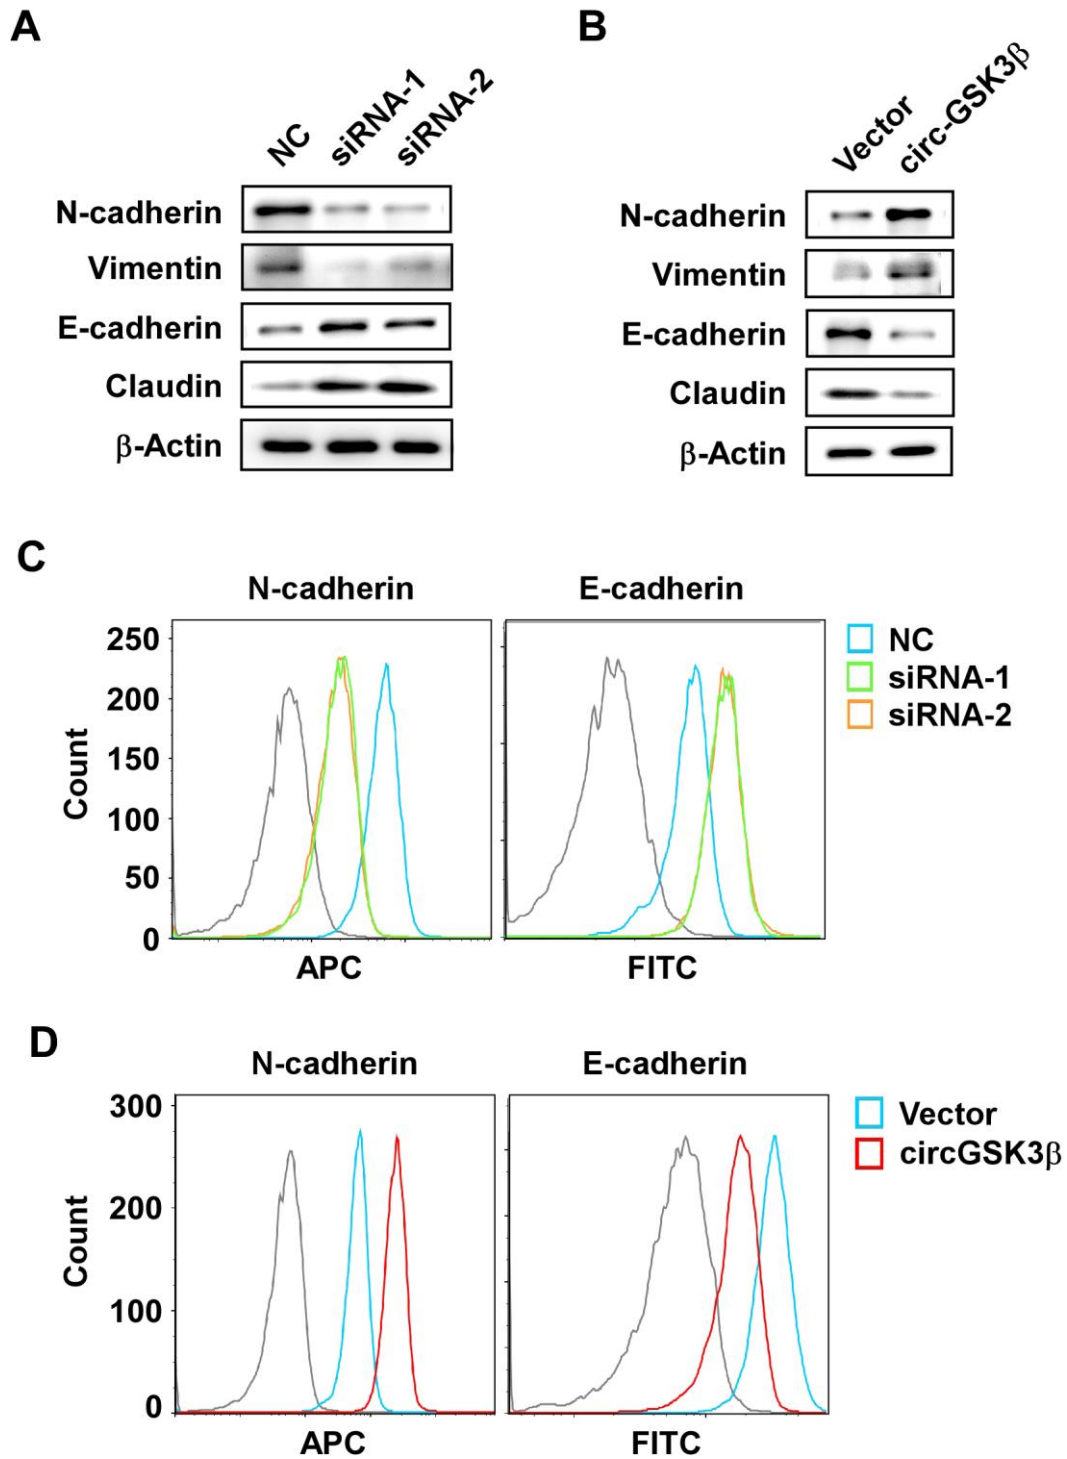 A
NC siRNA-1 siRNA-2
N-cadherin
Vimentin
E-cadherin
Claudin
β-Actin
B
Vector circ-GSK3β
N-cadherin
Vimentin
E-cadherin
Claudin
β-Actin
C
N-cadherin
E-cadherin
Count
250
200
150
100
50
0
APC
FITC
NC
siRNA-1
siRNA-2
D
N-cadherin
E-cadherin
Count
300
200
100
0
APC
FITC
Vector
circGSK3β